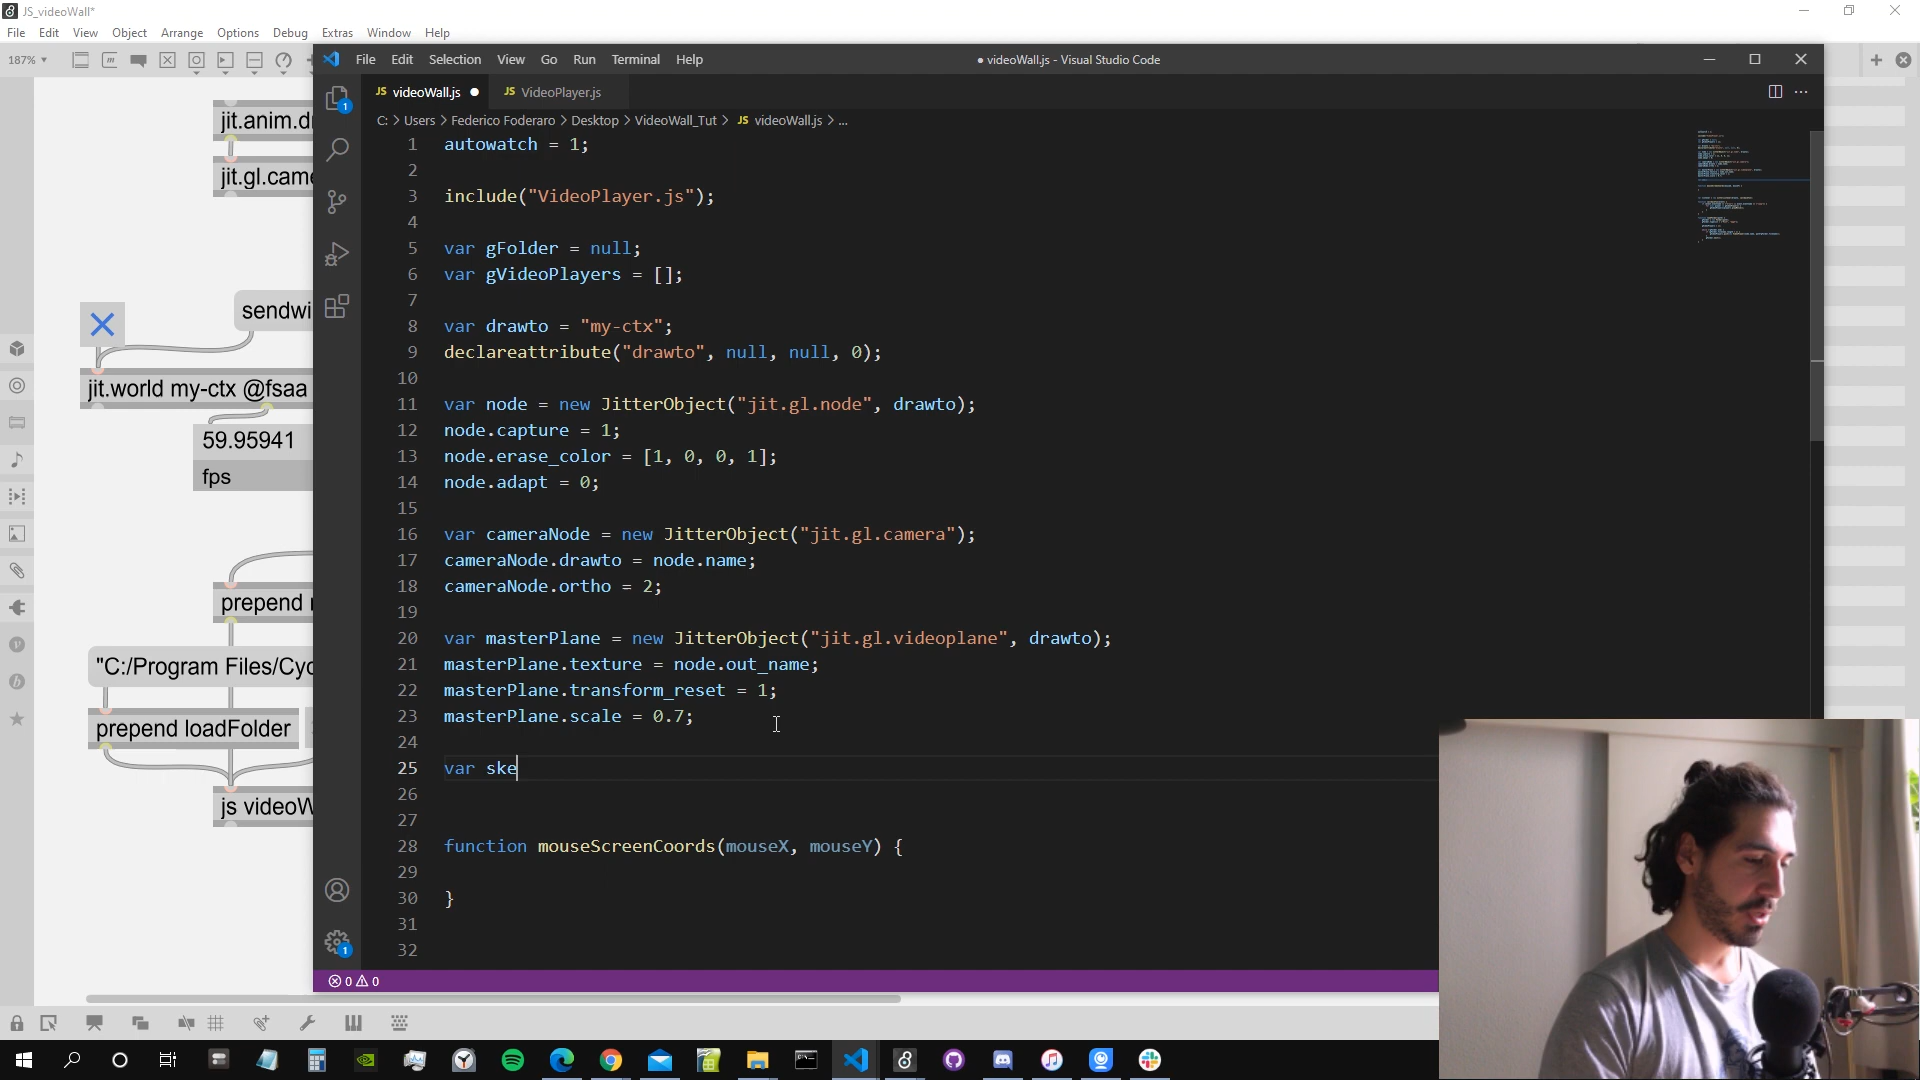 JS_videoWall*
File Edit View Object Arrange Options Debug Extras Window Help
187%
File Edit Selection View Go Run Terminal Help
● videoWall.js - Visual Studio Code
JS videoWall.js ●
JS VideoPlayer.js
C: > Users > Federico Foderaro > Desktop > VideoWall_Tut > JS videoWall.js > ...
1 autowatch = 1;
2
3 include("VideoPlayer.js");
4
5 var gFolder = null;
6 var gVideoPlayers = [];
7
8 var drawto = "my-ctx";
9 declareattribute("drawto", null, null, 0);
10
11 var node = new JitterObject("jit.gl.node", drawto);
12 node.capture = 1;
13 node.erase_color = [1, 0, 0, 1];
14 node.adapt = 0;
15
16 var cameraNode = new JitterObject("jit.gl.camera");
17 cameraNode.drawto = node.name;
18 cameraNode.ortho = 2;
19
20 var masterPlane = new JitterObject("jit.gl.videoplane", drawto);
21 masterPlane.texture = node.out_name;
22 masterPlane.transform_reset = 1;
23 masterPlane.scale = 0.7;
24
25 var ske
26
27
28 function mouseScreenCoords(mouseX, mouseY) {
29
30 }
31
32
0 0
1
1
jit.anim.d
jit.gl.came
sendwi
jit.world my-ctx @fsaa
59.95941
fps
prepend
"C:/Program Files/Cyc
prepend loadFolder
js videoW